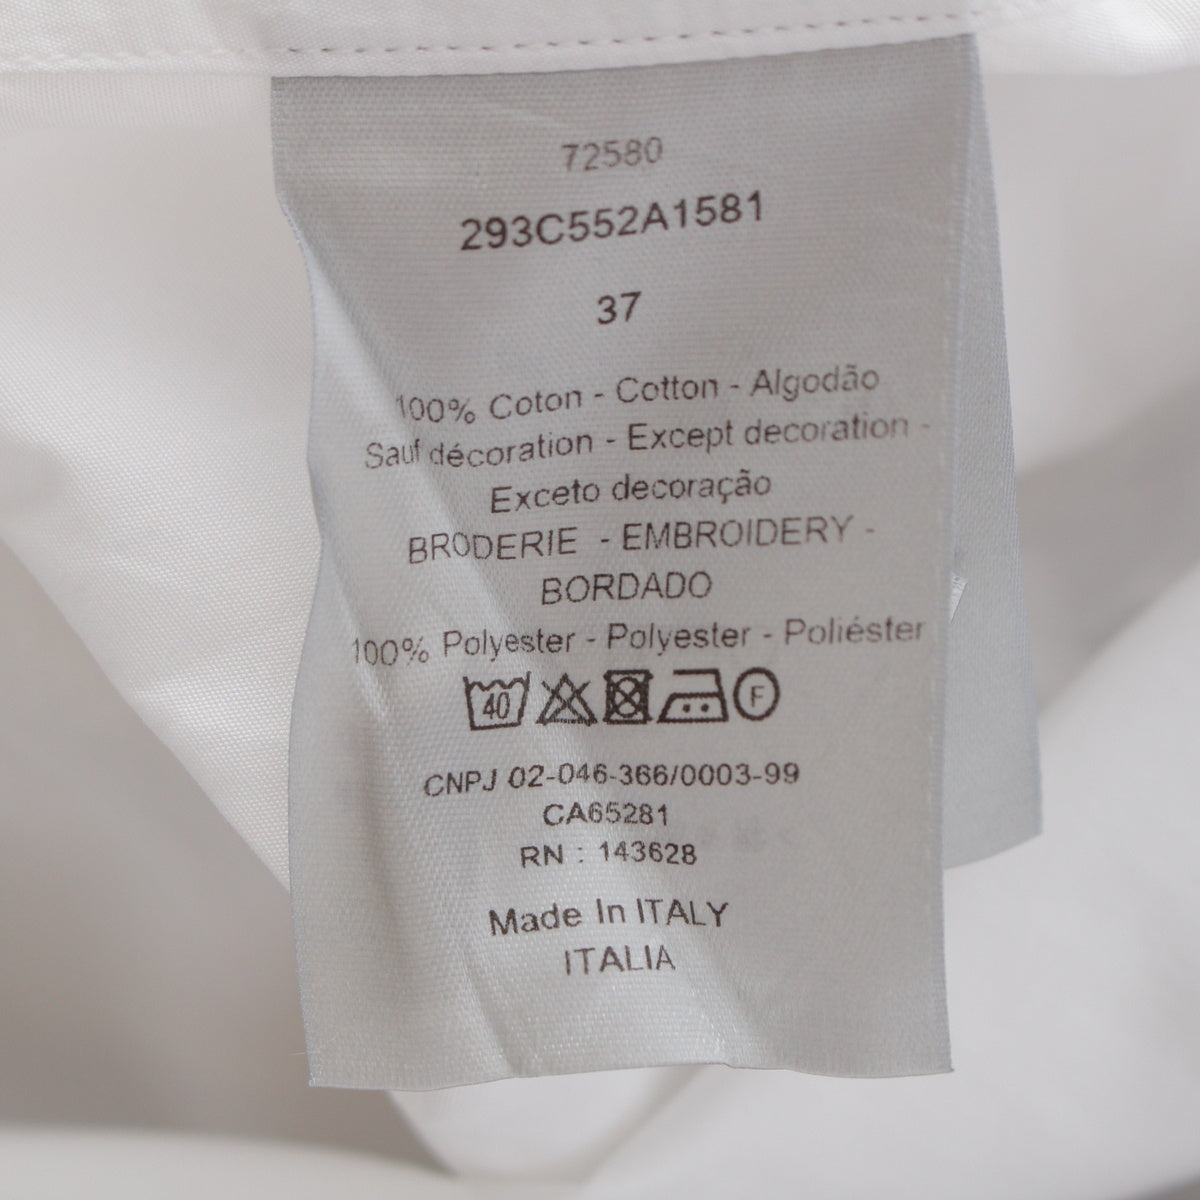 72580
293C552A1581
37
100% Coton - Cotton - Algodão
Sauf décoration - Except decoration -
Exceto decoração
BRODERIE - EMBROIDERY -
BORDADO
100% Polyester - Polyester - Poliéster
40 F
CNPJ 02-046-366/0003-99
CA65281
RN : 143628
Made In ITALY
ITALIA